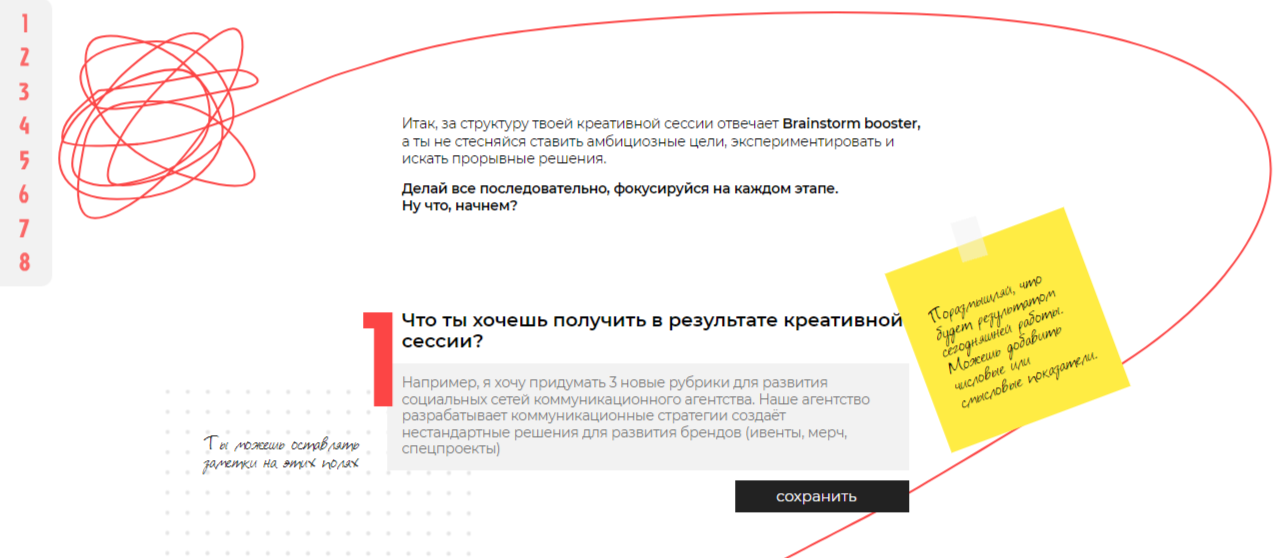 1
2
3
4
5
6
7
8
Итак, за структуру твоей креативной сессии отвечает Brainstorm booster,
а ты не стесняйся ставить амбициозные цели, экспериментировать и
искать прорывные решения.
Делай все последовательно, фокусируйся на каждом этапе.
Ну что, начнем?
1
Что ты хочешь получить в результате креативной
сессии?
Например, я хочу придумать 3 новые рубрики для развития
социальных сетей коммуникационного агентства. Наше агентство
разрабатывает коммуникационные стратегии создаёт
нестандартные решения для развития брендов (ивенты, мерч,
спецпроекты)
Ты можешь оставлять
заметки на этих полях
сохранить
Поразмышляй, что
будет результатом
сегодняшней работы.
Можешь добавить
числовые или
смысловые показатели.